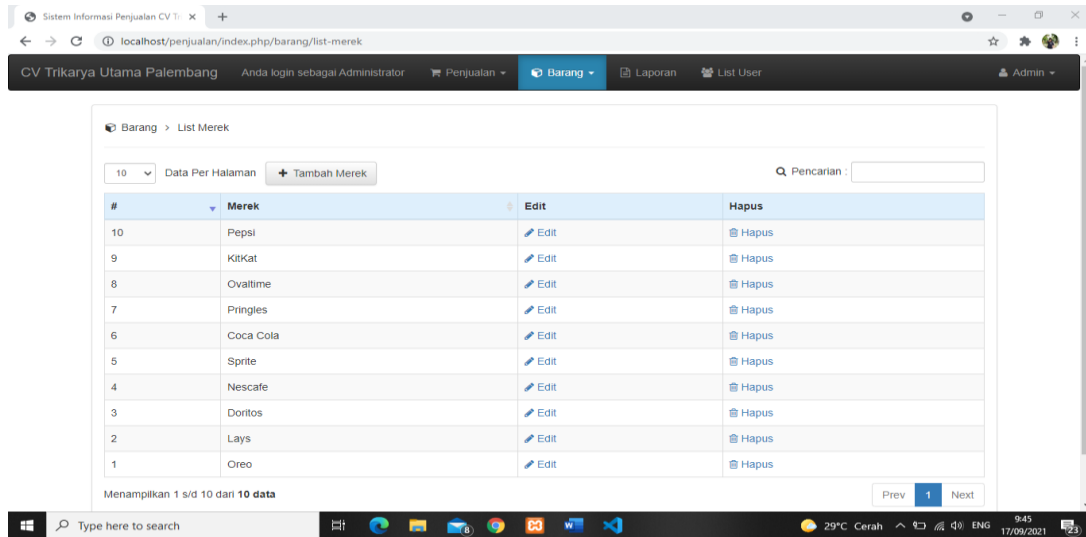 Sistem Informasi Penjualan CV Tri
localhost/penjualan/index.php/barang/list-merek
CV Trikarya Utama Palembang Anda login sebagai Administrator Penjualan Barang Laporan List User Admin
Barang > List Merek
10 Data Per Halaman + Tambah Merek Pencarian :
# Merek Edit Hapus
10 Pepsi Edit Hapus
9 KitKat Edit Hapus
8 Ovaltime Edit Hapus
7 Pringles Edit Hapus
6 Coca Cola Edit Hapus
5 Sprite Edit Hapus
4 Nescafe Edit Hapus
3 Doritos Edit Hapus
2 Lays Edit Hapus
1 Oreo Edit Hapus
Menampilkan 1 s/d 10 dari 10 data Prev 1 Next
Type here to search 8 29°C Cerah ENG 9:45
17/09/2021 23